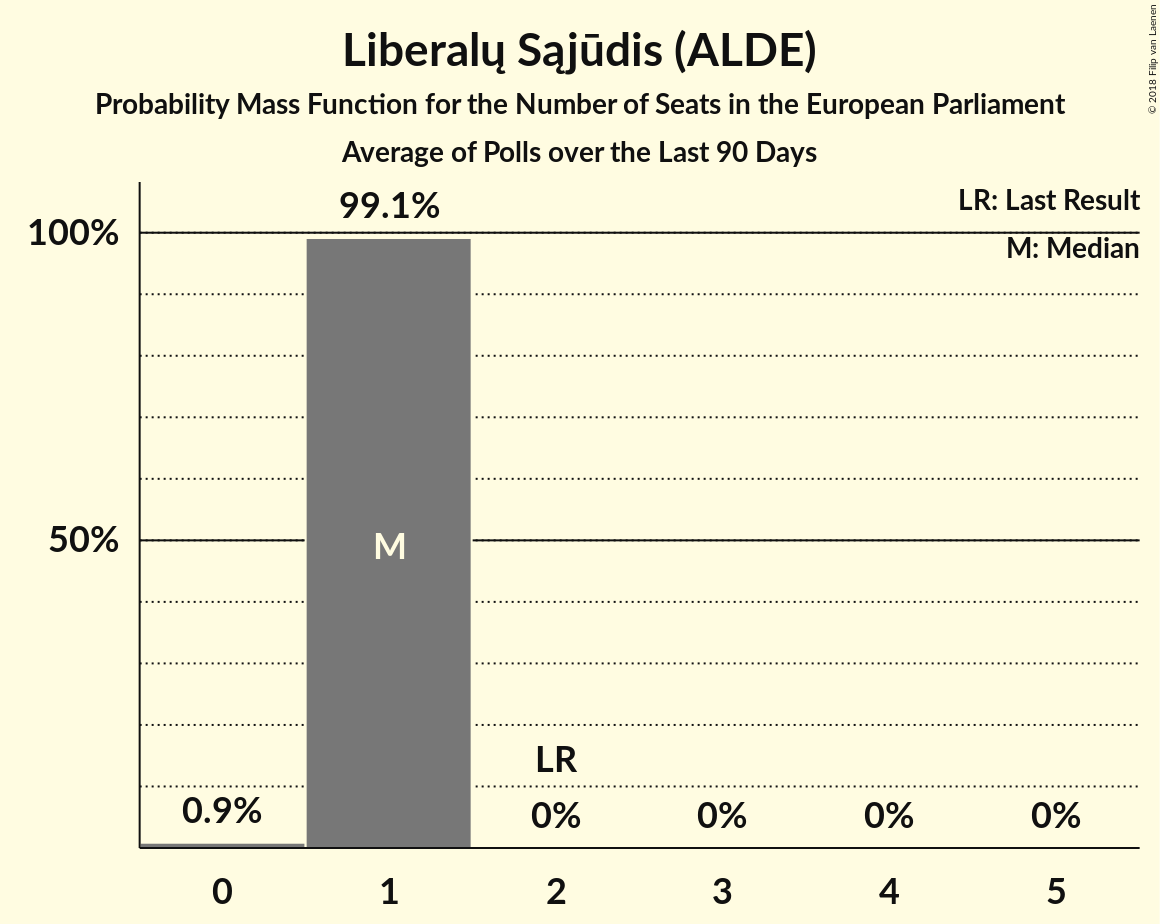 Liberalų Sąjūdis (ALDE)
Probability Mass Function for the Number of Seats in the European Parliament
Average of Polls over the Last 90 Days
© 2018 Filip van Laenen
LR: Last Result
M: Median
99.1%
100%
50%
M
LR
0.9%
0%
0%
0%
0%
0 1 2 3 4 5